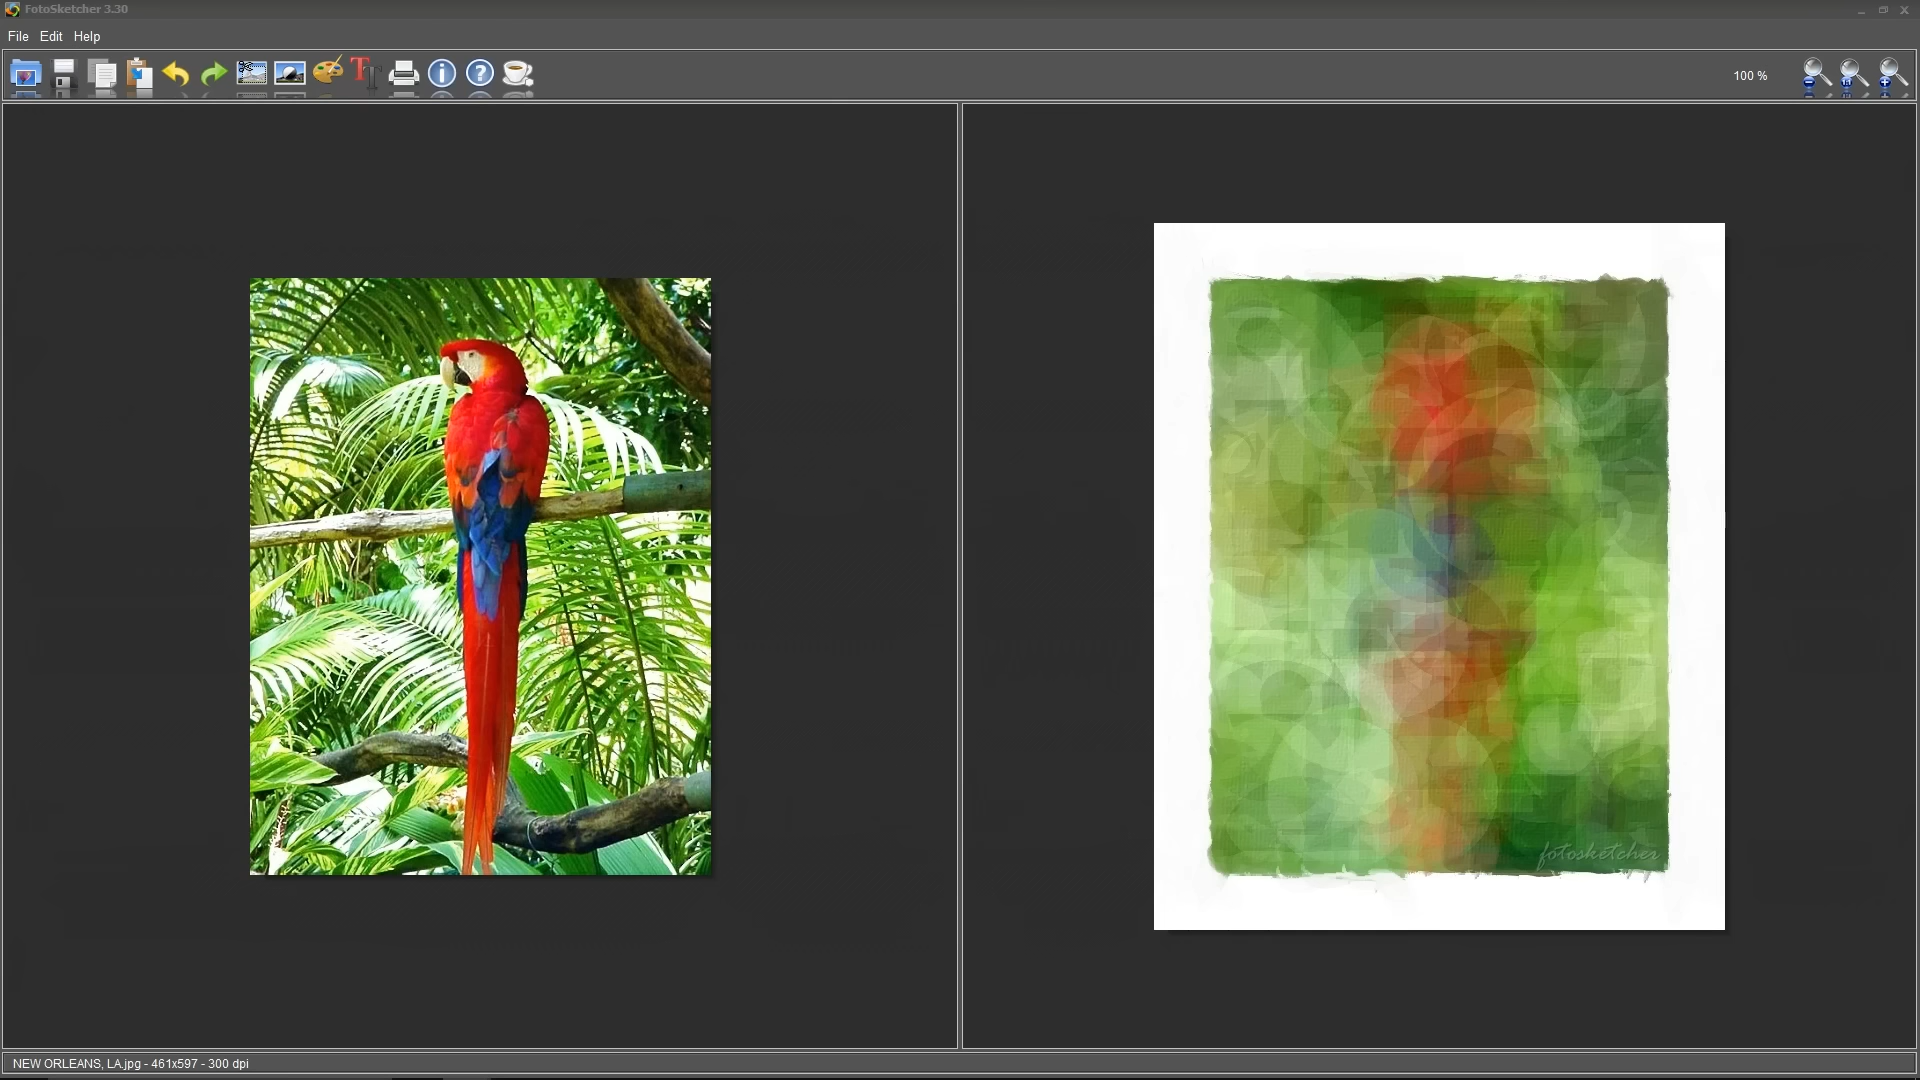 FotoSketcher 3.30
File Edit Help
100 %
fotosketcher
NEW ORLEANS, LA.jpg - 461x597 - 300 dpi